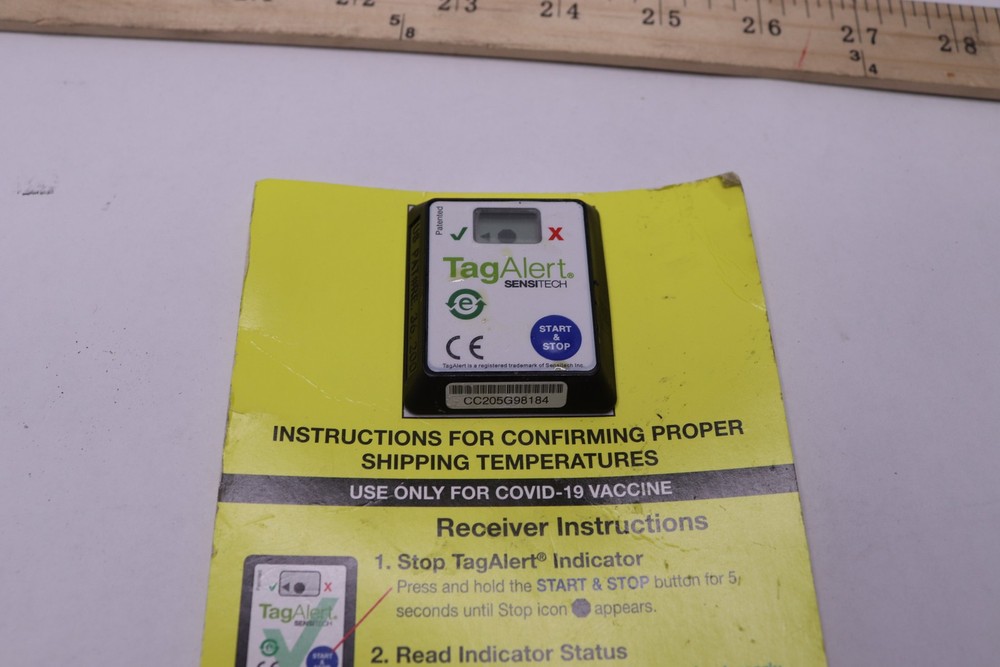 22 23 24 25 26 27 28
5 8
3 4
Patented
✓ X
TagAlert®
SENSITECH
e
START
&
STOP
CE
TagAlert is a registered trademark of Sensitech Inc.
CC205G98184
INSTRUCTIONS FOR CONFIRMING PROPER
SHIPPING TEMPERATURES
USE ONLY FOR COVID-19 VACCINE
Receiver Instructions
1. Stop TagAlert® Indicator
Press and hold the START & STOP button for 5
seconds until Stop icon appears.
✓ X
TagAlert
SENSITECH
e
START
2. Read Indicator Status